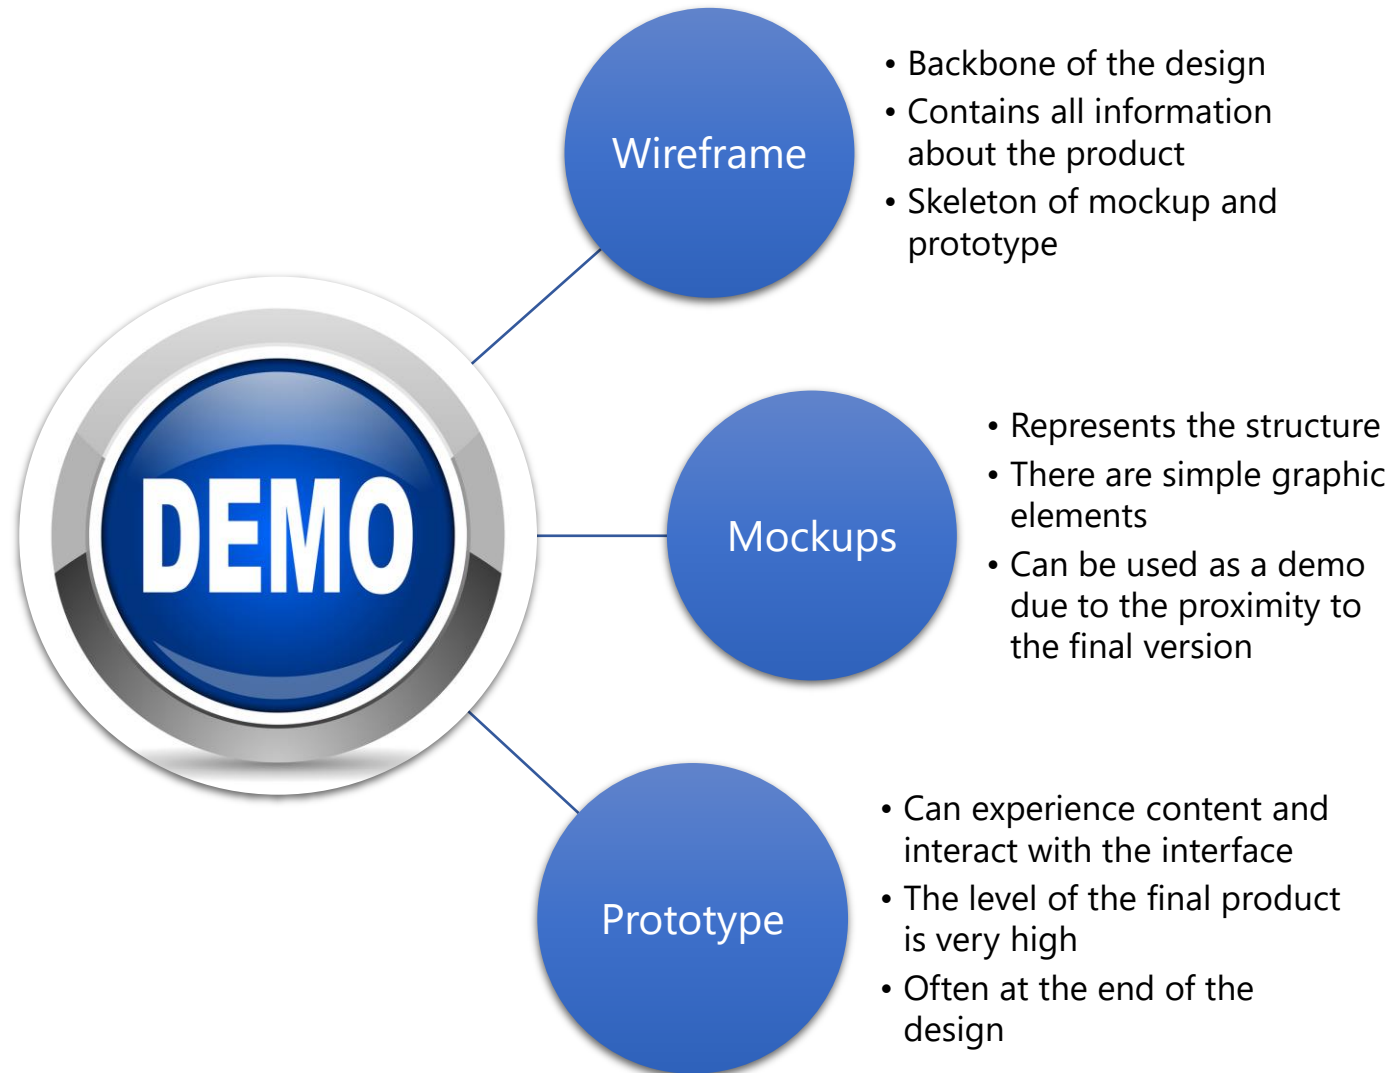 DEMO
Wireframe
• Backbone of the design
• Contains all information
about the product
• Skeleton of mockup and
prototype
Mockups
• Represents the structure
• There are simple graphic
elements
• Can be used as a demo
due to the proximity to
the final version
Prototype
• Can experience content and
interact with the interface
• The level of the final product
is very high
• Often at the end of the
design